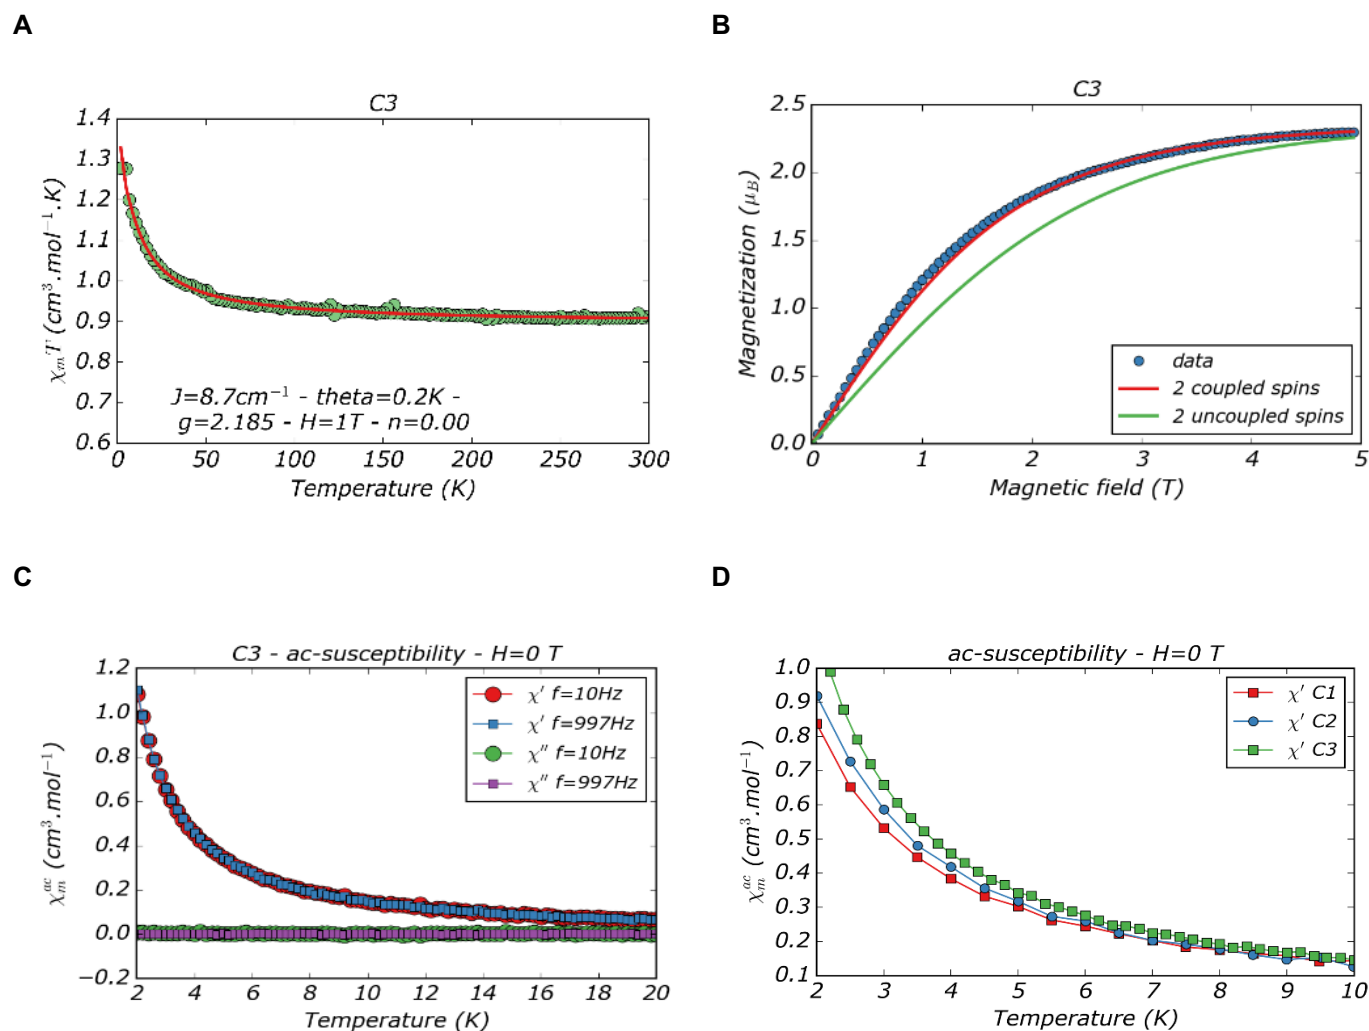 A
C3
χmT (cm³.mol⁻¹.K)
1.4
1.3
1.2
1.1
1.0
0.9
0.8
0.7
0.6
J=8.7cm⁻¹ - theta=0.2K -
g=2.185 - H=1T - n=0.00
0 50 100 150 200 250 300
Temperature (K)
B
C3
Magnetization (μB)
2.5
2.0
1.5
1.0
0.5
0.0
data
2 coupled spins
2 uncoupled spins
0 1 2 3 4 5
Magnetic field (T)
C
C3 - ac-susceptibility - H=0 T
χₘᵃᶜ (cm³.mol⁻¹)
1.2
1.0
0.8
0.6
0.4
0.2
0.0
−0.2
χ′ f=10Hz
χ′ f=997Hz
χ″ f=10Hz
χ″ f=997Hz
2 4 6 8 10 12 14 16 18 20
Temperature (K)
D
ac-susceptibility - H=0 T
χₘᵃᶜ (cm³.mol⁻¹)
1.0
0.9
0.8
0.7
0.6
0.5
0.4
0.3
0.2
0.1
χ′ C1
χ′ C2
χ′ C3
2 3 4 5 6 7 8 9 10
Temperature (K)